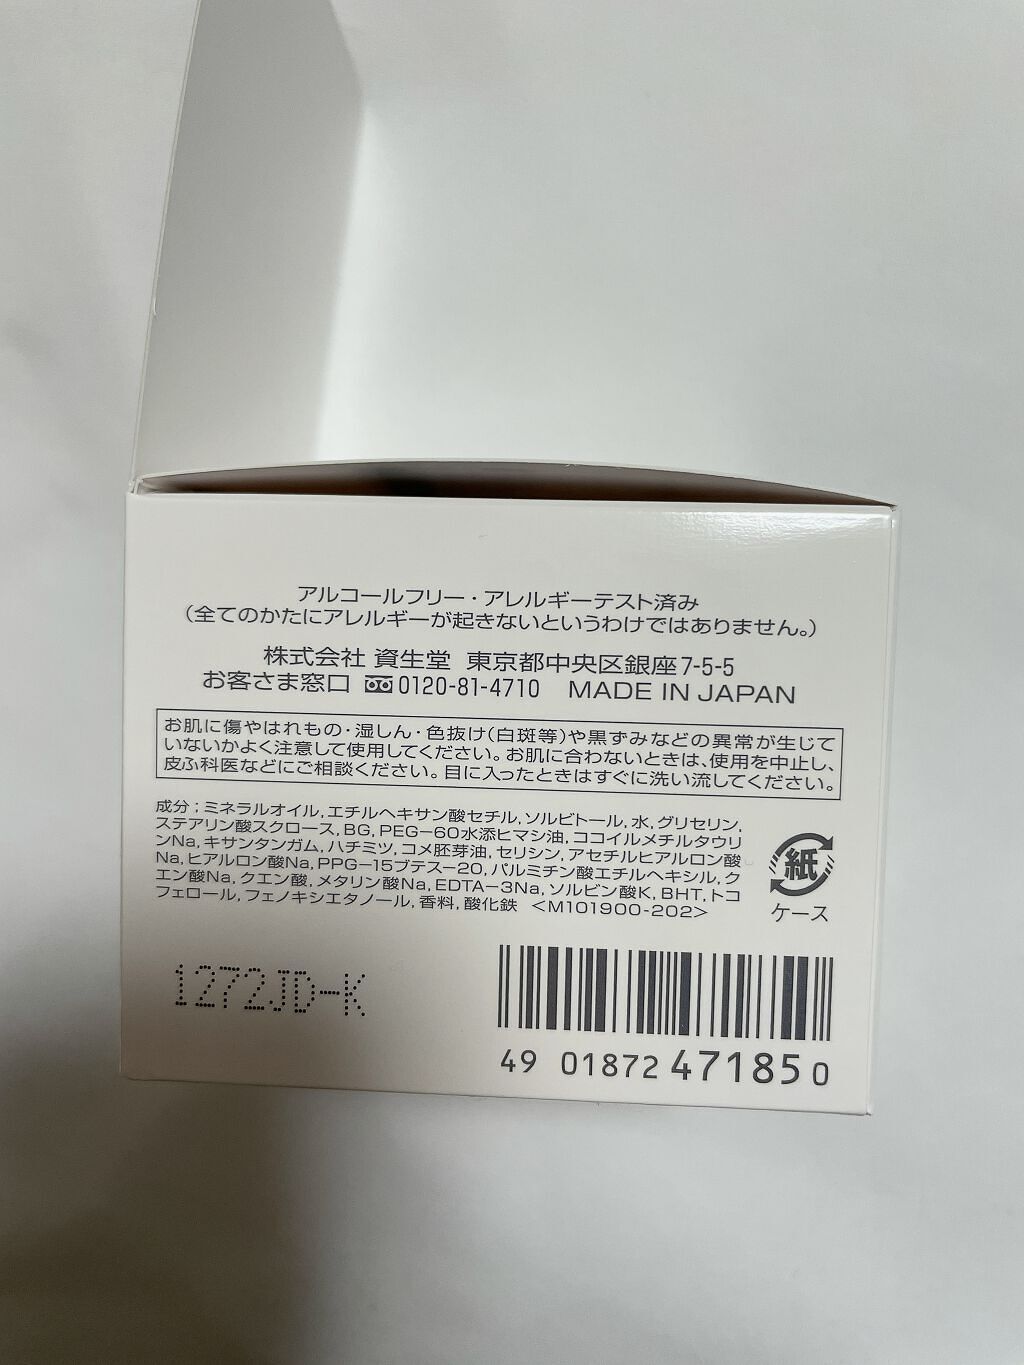 アルコールフリー・アレルギーテスト済み
（全てのかたにアレルギーが起きないというわけではありません。）
株式会社 資生堂 東京都中央区銀座7-5-5
お客さま窓口 0120-81-4710 MADE IN JAPAN
お肌に傷やはれもの・湿しん・色抜け（白斑等）や黒ずみなどの異常が生じて
いないかよく注意して使用してください。お肌に合わないときは、使用を中止し、
皮ふ科医などにご相談ください。目に入ったときはすぐに洗い流してください。
成分；ミネラルオイル，エチルヘキサン酸セチル，ソルビトール，水，グリセリン，
ステアリン酸スクロース，BG，PEG−60水添ヒマシ油，ココイルメチルタウリ
ンNa，キサンタンガム，ハチミツ，コメ胚芽油，セリシン，アセチルヒアルロン酸
Na，ヒアルロン酸Na，PPG−15ブテス−20，パルミチン酸エチルヘキシル，ク
エン酸Na，クエン酸，メタリン酸Na，EDTA−3Na，ソルビン酸K，BHT，トコ
フェロール，フェノキシエタノール，香料，酸化鉄 <M101900-202>
紙
ケース
1272JD-K
49 01872 471850